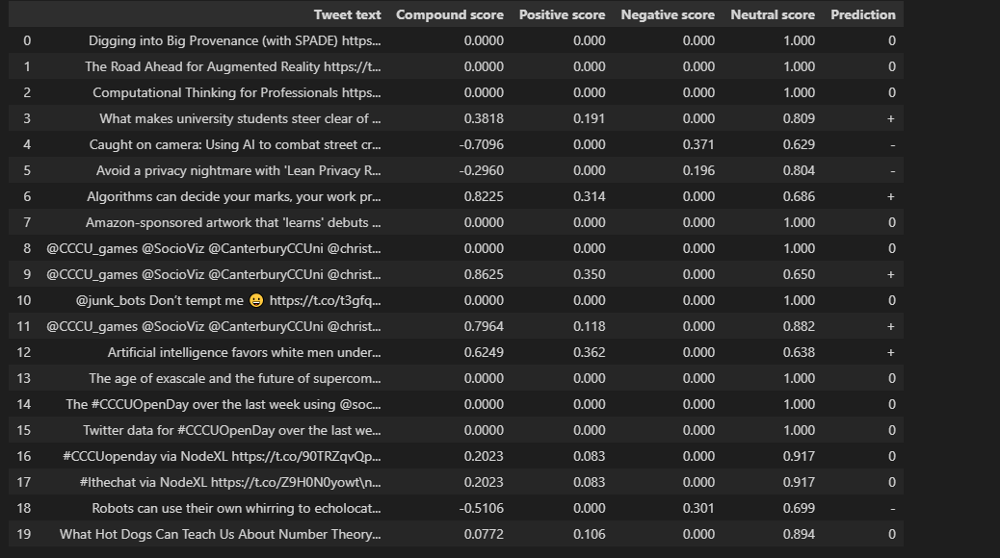 Tweet text Compound score Positive score Negative score Neutral score Prediction
0 Digging into Big Provenance (with SPADE) https... 0.0000 0.000 0.000 1.000 0
1 The Road Ahead for Augmented Reality https://t... 0.0000 0.000 0.000 1.000 0
2 Computational Thinking for Professionals https... 0.0000 0.000 0.000 1.000 0
3 What makes university students steer clear of ... 0.3818 0.191 0.000 0.809 +
4 Caught on camera: Using AI to combat street cr... -0.7096 0.000 0.371 0.629 -
5 Avoid a privacy nightmare with 'Lean Privacy R... -0.2960 0.000 0.196 0.804 -
6 Algorithms can decide your marks, your work pr... 0.8225 0.314 0.000 0.686 +
7 Amazon-sponsored artwork that 'learns' debuts ... 0.0000 0.000 0.000 1.000 0
8 @CCCU_games @SocioViz @CanterburyCCUni @christ... 0.0000 0.000 0.000 1.000 0
9 @CCCU_games @SocioViz @CanterburyCCUni @christ... 0.8625 0.350 0.000 0.650 +
10 @junk_bots Don't tempt me 😀 https://t.co/t3gfq... 0.0000 0.000 0.000 1.000 0
11 @CCCU_games @SocioViz @CanterburyCCUni @christ... 0.7964 0.118 0.000 0.882 +
12 Artificial intelligence favors white men under... 0.6249 0.362 0.000 0.638 +
13 The age of exascale and the future of supercom... 0.0000 0.000 0.000 1.000 0
14 The #CCCUOpenDay over the last week using @soc... 0.0000 0.000 0.000 1.000 0
15 Twitter data for #CCCUOpenDay over the last we... 0.0000 0.000 0.000 1.000 0
16 #CCCUopenday via NodeXL https://t.co/90TRZqvQp... 0.2023 0.083 0.000 0.917 0
17 #lthechat via NodeXL https://t.co/Z9H0N0yowt\n... 0.2023 0.083 0.000 0.917 0
18 Robots can use their own whirring to echolocat... -0.5106 0.000 0.301 0.699 -
19 What Hot Dogs Can Teach Us About Number Theory... 0.0772 0.106 0.000 0.894 0